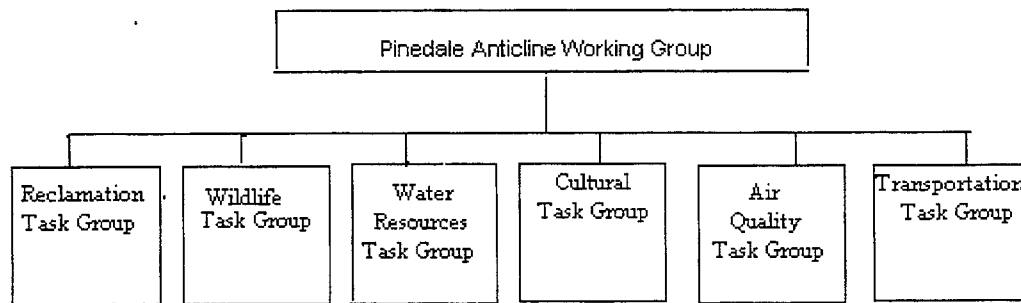 Pinedale Anticline Working Group
Reclamation
Task Group
Wildlife
Task Group
Water
Resources
Task Group
Cultural
Task Group
Air
Quality
Task Group
Transportation
Task Group